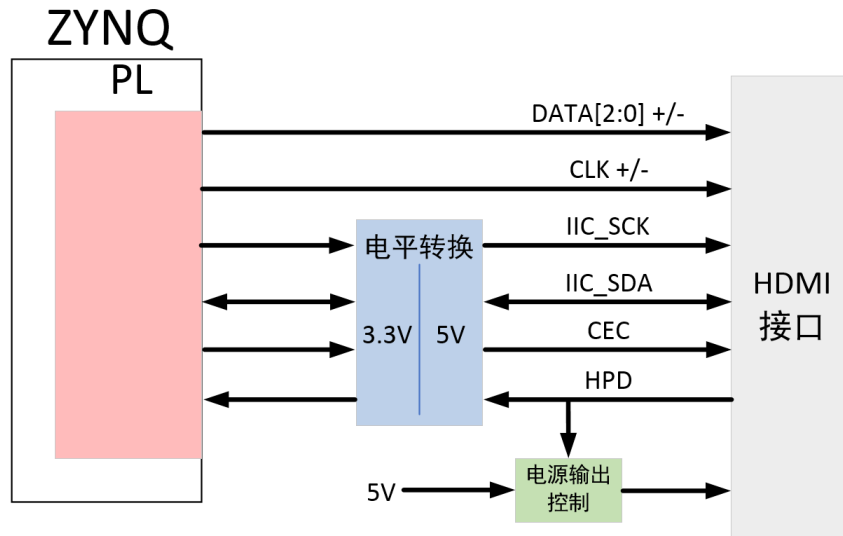 ZYNQ
PL
DATA[2:0] +/-
CLK +/-
IIC_SCK
电平转换
IIC_SDA
HDMI
接口
3.3V
5V
CEC
HPD
电源输出
控制
5V